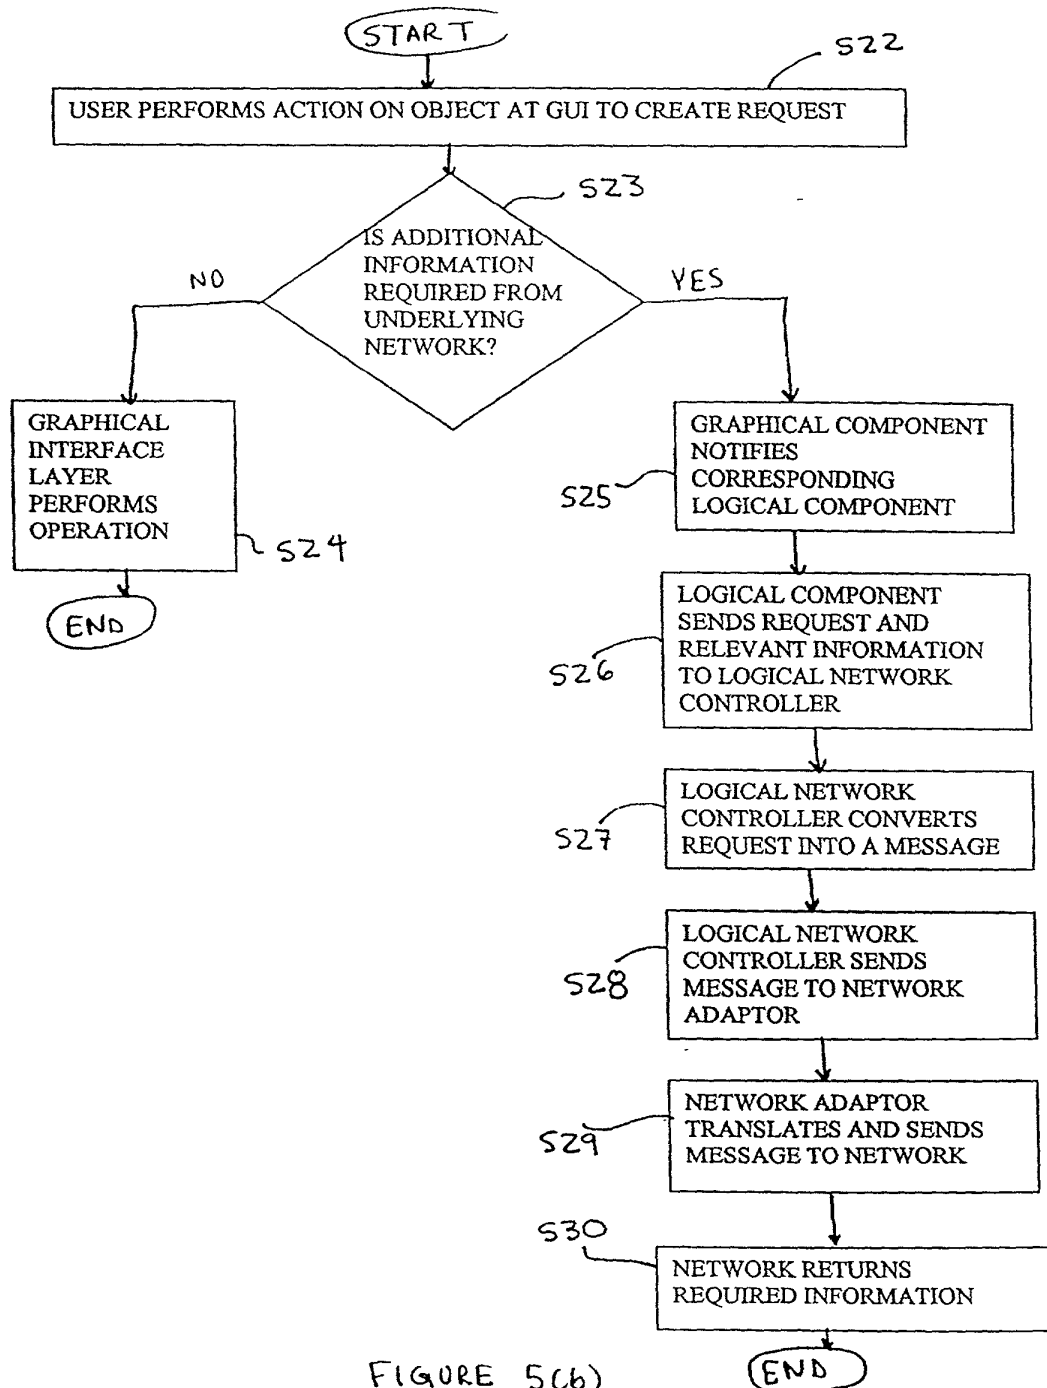 START
S22
USER PERFORMS ACTION ON OBJECT AT GUI TO CREATE REQUEST
S23
IS ADDITIONAL
INFORMATION
REQUIRED FROM
UNDERLYING
NETWORK?
NO
YES
GRAPHICAL
INTERFACE
LAYER
PERFORMS
OPERATION
S24
END
GRAPHICAL COMPONENT
NOTIFIES
CORRESPONDING
LOGICAL COMPONENT
S25
LOGICAL COMPONENT
SENDS REQUEST AND
RELEVANT INFORMATION
TO LOGICAL NETWORK
CONTROLLER
S26
LOGICAL NETWORK
CONTROLLER CONVERTS
REQUEST INTO A MESSAGE
S27
LOGICAL NETWORK
CONTROLLER SENDS
MESSAGE TO NETWORK
ADAPTOR
S28
NETWORK ADAPTOR
TRANSLATES AND SENDS
MESSAGE TO NETWORK
S29
S30
NETWORK RETURNS
REQUIRED INFORMATION
END
FIGURE 5(b)